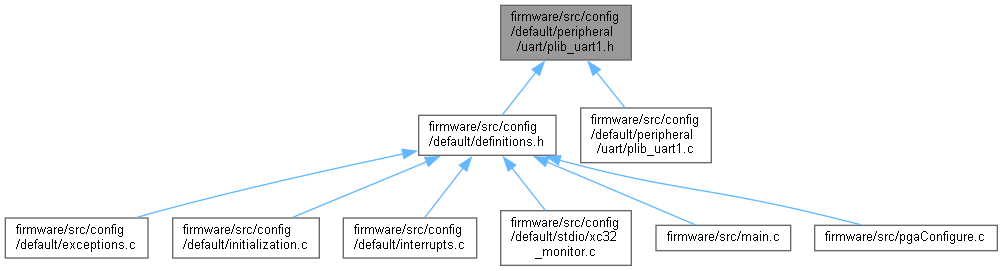 firmware/src/config
/default/peripheral
/uart/plib_uart1.h
firmware/src/config
/default/definitions.h
firmware/src/config
/default/peripheral
/uart/plib_uart1.c
firmware/src/config
/default/exceptions.c
firmware/src/config
/default/initialization.c
firmware/src/config
/default/interrupts.c
firmware/src/config
/default/stdio/xc32
_monitor.c
firmware/src/main.c
firmware/src/pgaConfigure.c